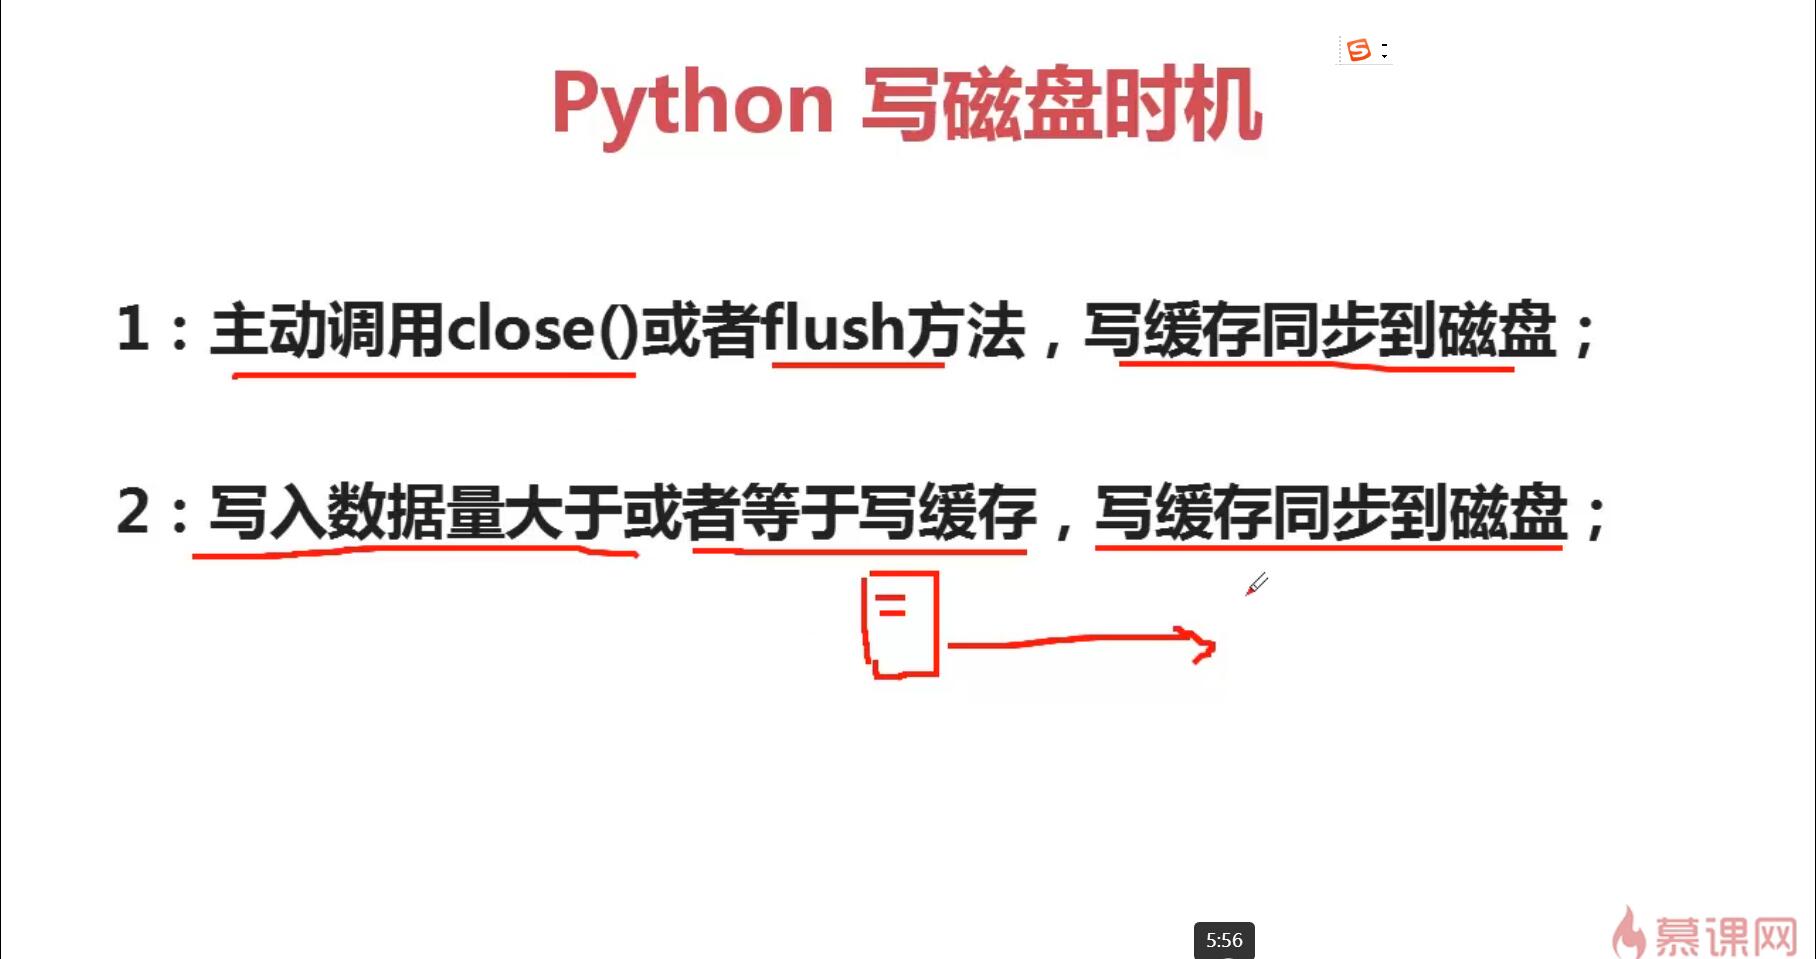 Python 写磁盘时机
1：主动调用close()或者flush方法，写缓存同步到磁盘；
2：写入数据量大于或者等于写缓存，写缓存同步到磁盘；
5:56
慕课网